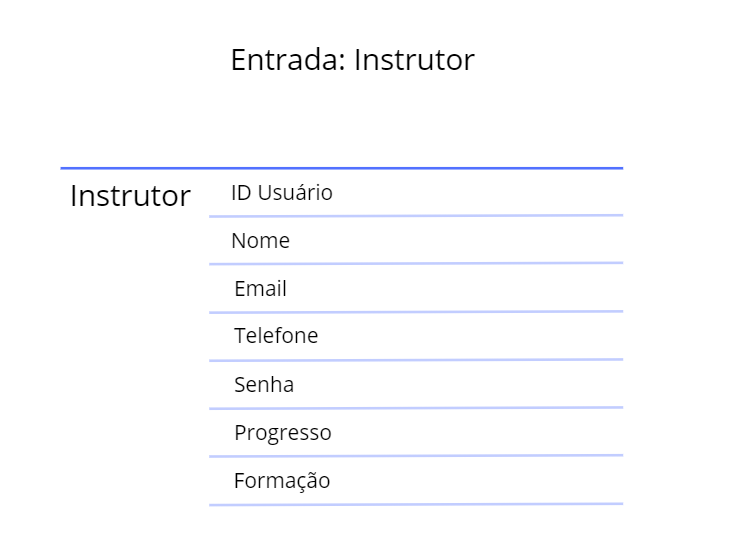 Entrada: Instrutor
Instrutor
ID Usuário
Nome
Email
Telefone
Senha
Progresso
Formação